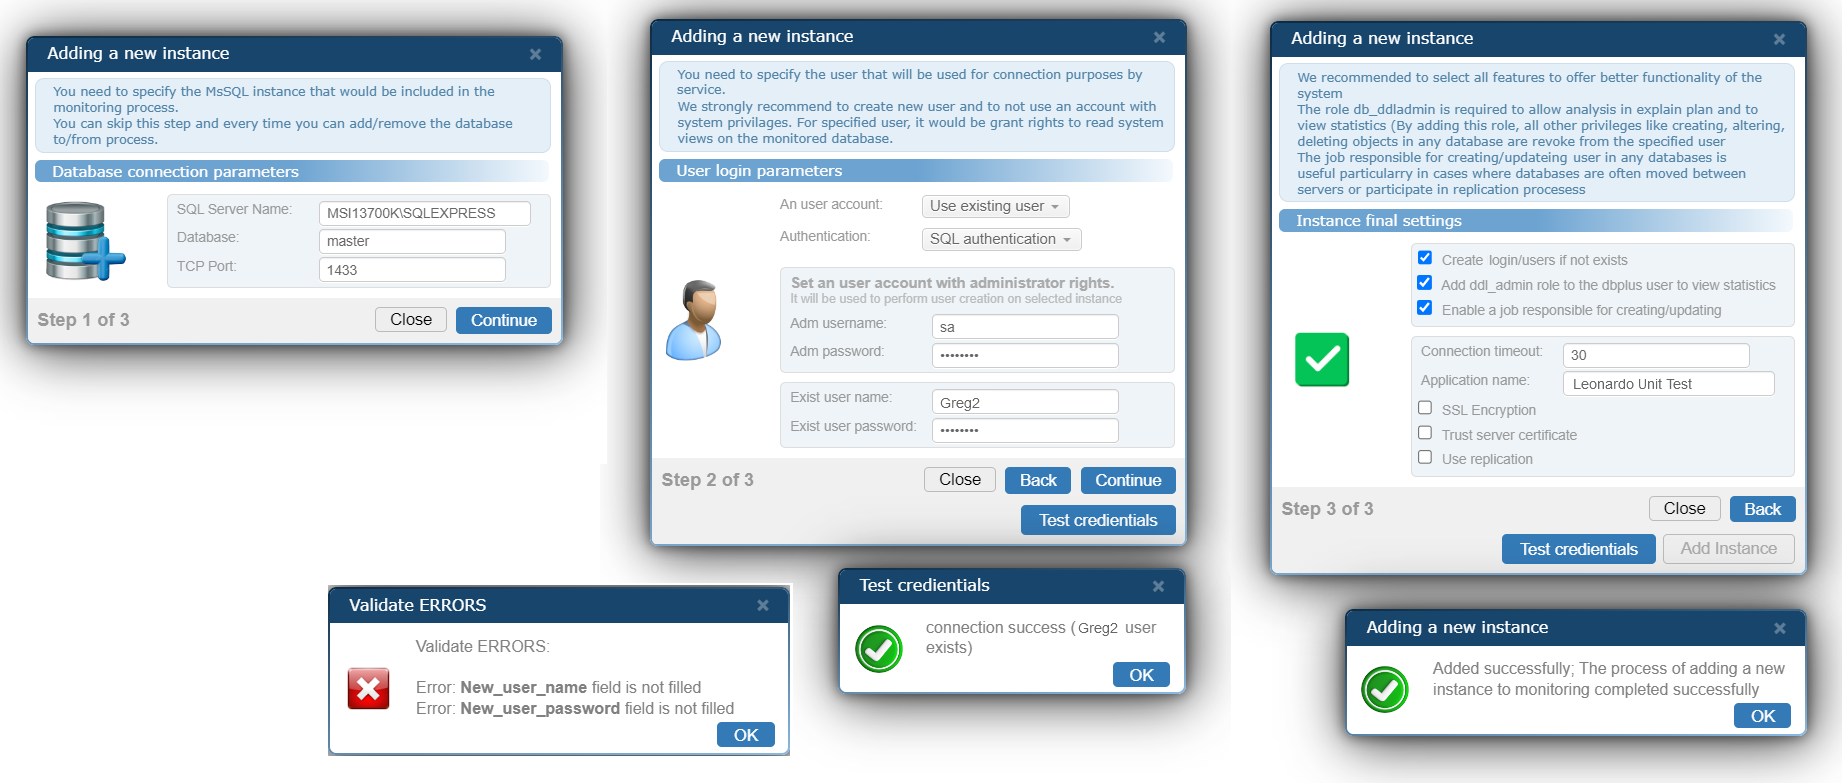 Adding a new instance
You need to specify the MsSQL instance that would be included in the
monitoring process.
You can skip this step and every time you can add/remove the database
to/from process.
Database connection parameters
SQL Server Name: MSI13700K\SQLEXPRESS
Database: master
TCP Port: 1433
Step 1 of 3 Close Continue
Adding a new instance
You need to specify the user that will be used for connection purposes by
service.
We strongly recommend to create new user and to not use an account with
system privilages. For specified user, it would be grant rights to read system
views on the monitored database.
User login parameters
An user account: Use existing user
Authentication: SQL authentication
Set an user account with administrator rights.
It will be used to perform user creation on selected instance
Adm username: sa
Adm password: ••••••••
Exist user name: Greg2
Exist user password: ••••••••
Step 2 of 3 Close Back Continue
Test credientials
Adding a new instance
We recommended to select all features to offer better functionality of the
system
The role db_ddladmin is required to allow analysis in explain plan and to
view statistics (By adding this role, all other privileges like creating, altering,
deleting objects in any database are revoke from the specified user
The job responsible for creating/updateing user in any databases is
useful particularry in cases where databases are often moved between
servers or participate in replication procesess
Instance final settings
Create login/users if not exists
Add ddl_admin role to the dbplus user to view statistics
Enable a job responsible for creating/updating
Connection timeout: 30
Application name: Leonardo Unit Test
SSL Encryption
Trust server certificate
Use replication
Step 3 of 3 Close Back
Test credientials Add Instance
Validate ERRORS
Validate ERRORS:
Error: New_user_name field is not filled
Error: New_user_password field is not filled
OK
Test credentials
connection success (Greg2 user
exists)
OK
Adding a new instance
Added successfully; The process of adding a new
instance to monitoring completed successfully
OK